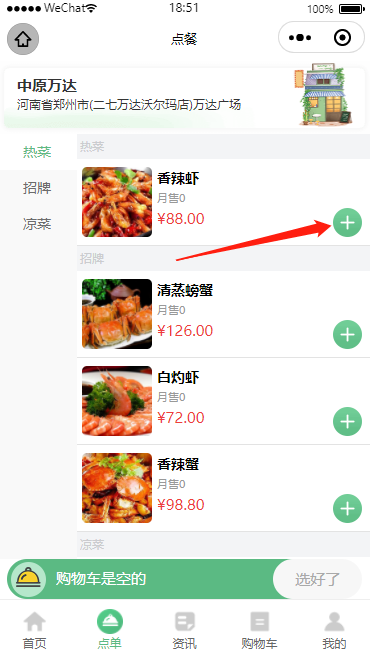 WeChat 18:51 100%
点餐
中原万达
河南省郑州市(二七万达沃尔玛店)万达广场
热菜
招牌
凉菜
热菜
香辣虾
月售0
¥88.00
招牌
清蒸螃蟹
月售0
¥126.00
白灼虾
月售0
¥72.00
香辣蟹
月售0
¥98.80
凉菜
购物车是空的 选好了
首页 点单 资讯 购物车 我的